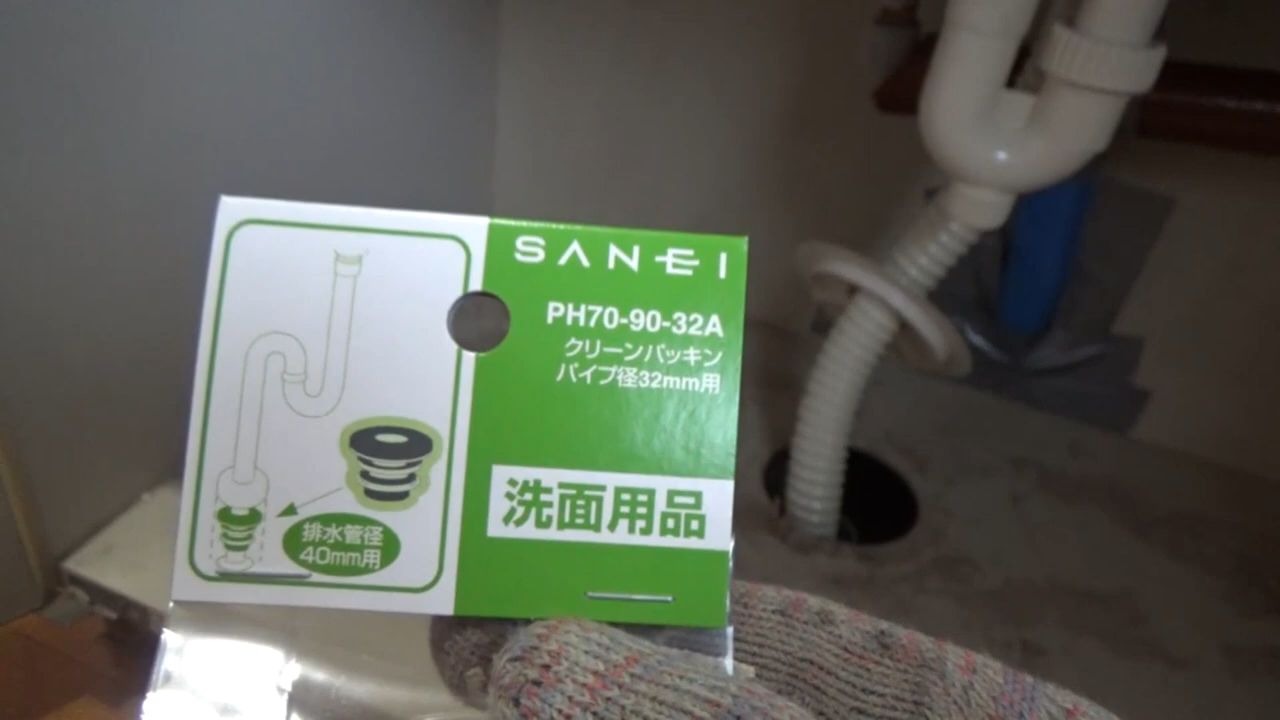 SANEI
PH70-90-32A
クリーンパッキン
パイプ径32mm用
洗面用品
排水管径
40mm用